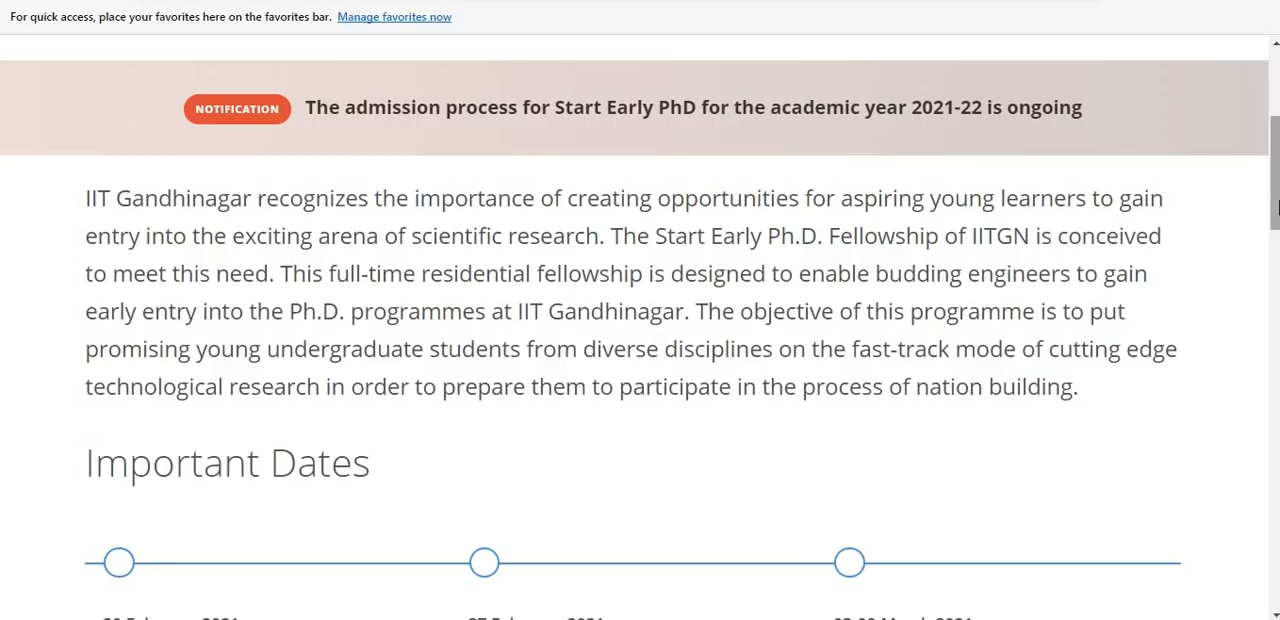 For quick access, place your favorites here on the favorites bar. Manage favorites now
NOTIFICATION The admission process for Start Early PhD for the academic year 2021-22 is ongoing
IIT Gandhinagar recognizes the importance of creating opportunities for aspiring young learners to gain
entry into the exciting arena of scientific research. The Start Early Ph.D. Fellowship of IITGN is conceived
to meet this need. This full-time residential fellowship is designed to enable budding engineers to gain
early entry into the Ph.D. programmes at IIT Gandhinagar. The objective of this programme is to put
promising young undergraduate students from diverse disciplines on the fast-track mode of cutting edge
technological research in order to prepare them to participate in the process of nation building.
Important Dates